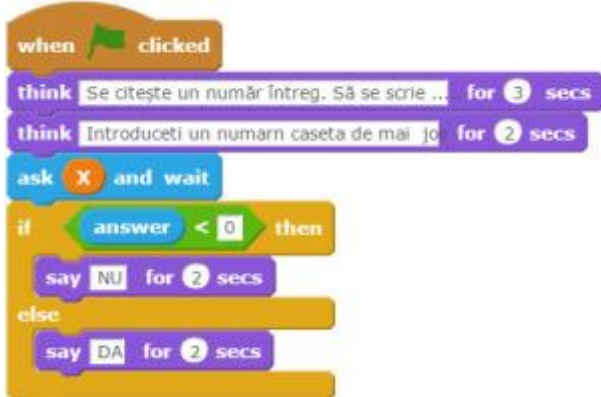 when clicked
think Se citește un număr întreg. Să se scrie .... for 3 secs
think Introduceti un numarn caseta de mai jo for 2 secs
ask X and wait
if answer < 0 then
say NU for 2 secs
else
say DA for 2 secs